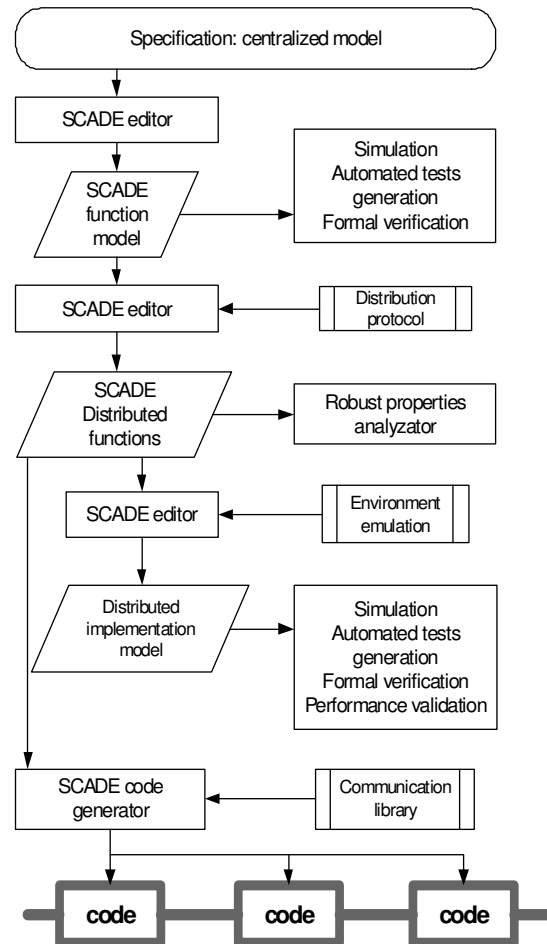 Specification: centralized model
SCADE editor
SCADE
function
model
Simulation
Automated tests
generation
Formal verification
SCADE editor
Distribution
protocol
SCADE
Distributed
functions
Robust properties
analyzator
SCADE editor
Environment
emulation
Distributed
implementation
model
Simulation
Automated tests
generation
Formal verification
Performance validation
SCADE code
generator
Communication
library
code
code
code